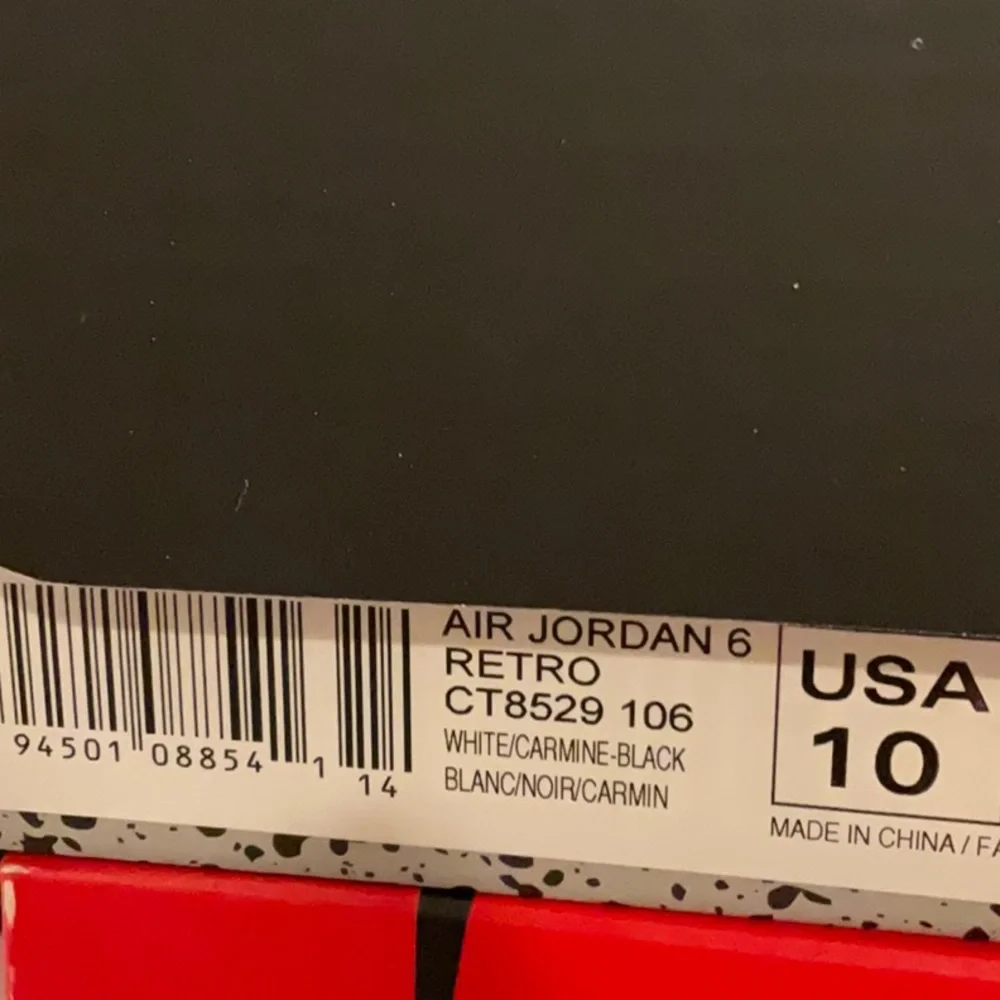 94501 08854 1 14
AIR JORDAN 6
RETRO
CT8529 106
WHITE/CARMINE-BLACK
BLANC/NOIR/CARMIN
USA
10
MADE IN CHINA / FA